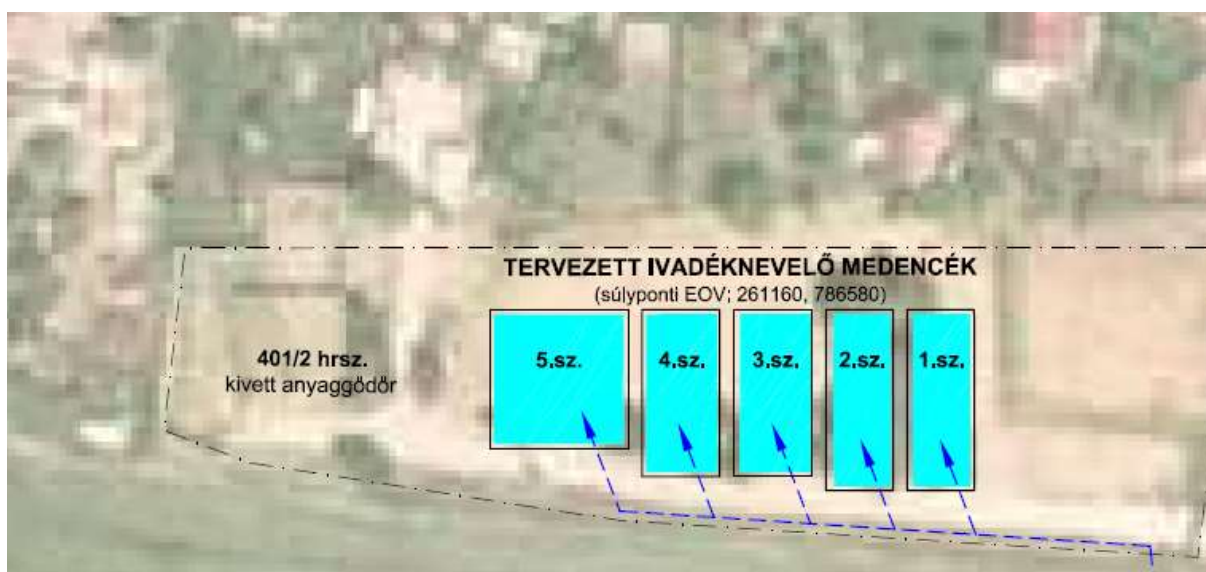 TERVEZETT IVADÉKNEVELŐ MEDENCÉK
(súlyponti EOV; 261160, 786580)
401/2 hrsz.
kivett anyaggödör
5.sz.
4.sz.
3.sz.
2.sz.
1.sz.